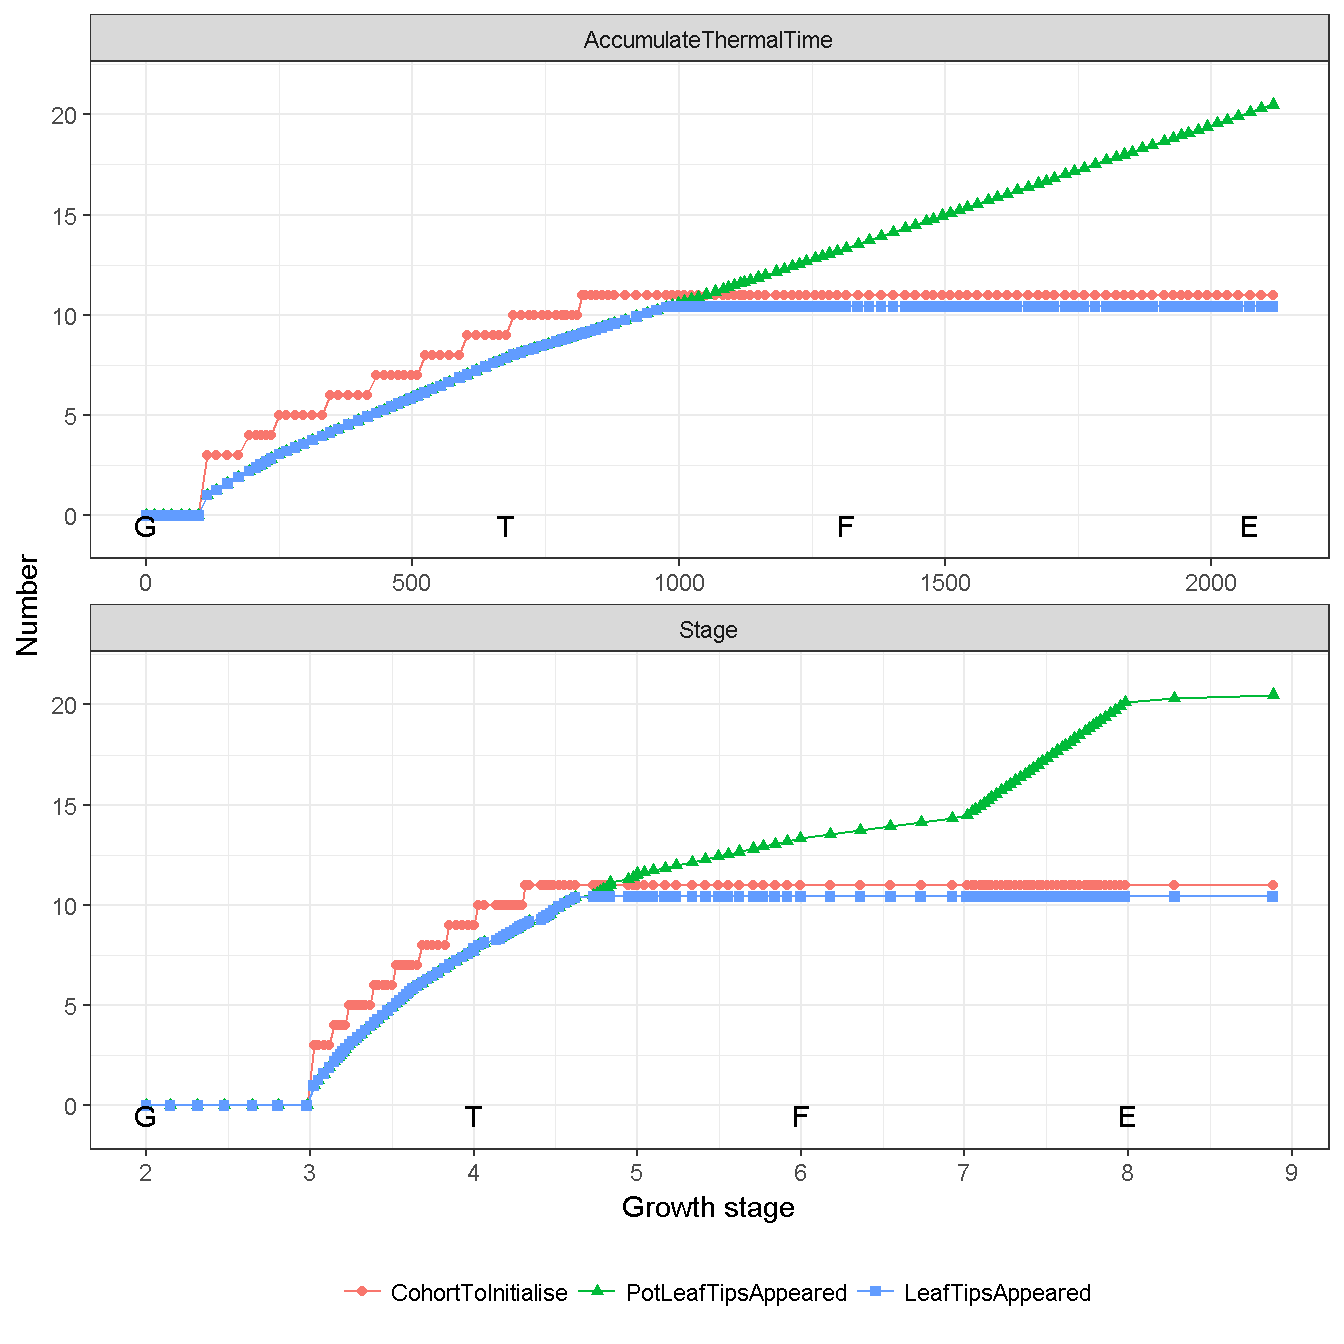 AccumulateThermalTime
20
15
10
5
0
G T F E
0 500 1000 1500 2000
Number
Stage
20
15
10
5
0
G T F E
2 3 4 5 6 7 8 9
Growth stage
CohortToInitialise PotLeafTipsAppeared LeafTipsAppeared